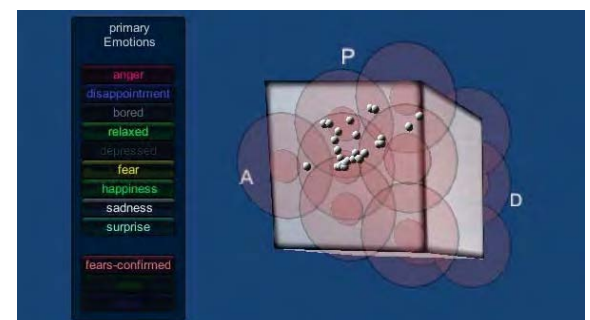 primary
Emotions
anger
disappointment
bored
relaxed
depressed
fear
happiness
sadness
surprise
fears-confirmed
P
A
D